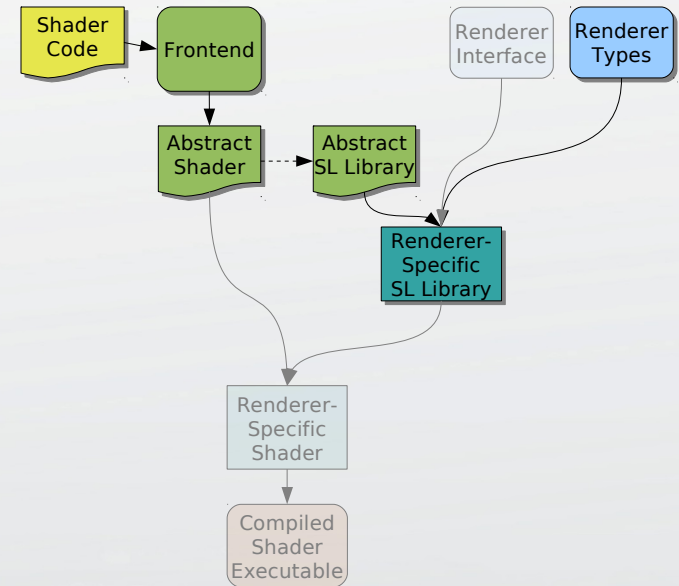 Shader
Code
Frontend
Renderer
Interface
Renderer
Types
Abstract
Shader
Abstract
SL Library
Renderer-
Specific
SL Library
Renderer-
Specific
Shader
Compiled
Shader
Executable